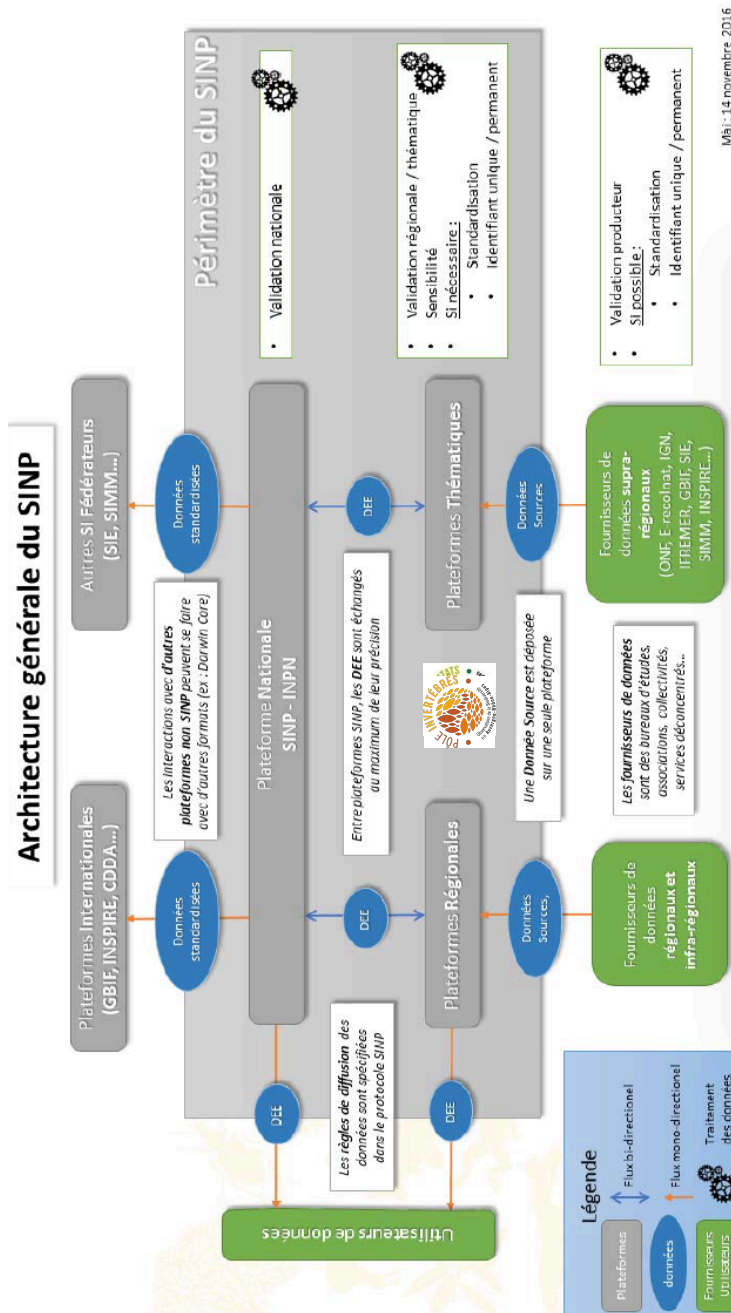 Architecture générale du SINP
Plateformes Internationales
(GBIF, INSPIRE, CDDA...)
Autres SI Fédérateurs
(SIE, SIMM...)
Périmètre du SINP
Données
standardisées
Les interactions avec d'autres
plateformes non SINP peuvent se faire
avec d'autres formats (ex : Darwin Core)
Données
standardisées
Plateforme Nationale
SINP - INPN
• Validation nationale
DEE
Les règles de diffusion des
données sont spécifiées
dans le protocole SINP
DEE
Entre plateformes SINP, les DEE sont échangés
au maximum de leur précision
DEE
Utilisateurs de données
DEE
Plateformes Régionales
PÔLE INVERTÉBRÉS
Plateformes Thématiques
• Validation régionale / thématique
• Sensibilité
• Si nécessaire :
• Standardisation
• Identifiant unique / permanent
Données
Sources,
Une Donnée Source est déposée
sur une seule plateforme
Données
Sources
Fournisseurs de
données
régionaux et
infra-régionaux
Les fournisseurs de données
sont des bureaux d'études,
associations, collectivités,
services déconcentrés...
Fournisseurs de
données supra-
régionaux
(ONF, E-recolnat, IGN,
IFREMER, GBIF, SIE,
SIMM, INSPIRE...)
• Validation producteur
• Si possible :
• Standardisation
• Identifiant unique / permanent
Légende
Plateformes
Flux bi-directionel
données
Flux mono-directionel
Fournisseurs
Utilisateurs
Traitement
des données
Màj : 14 novembre 2016